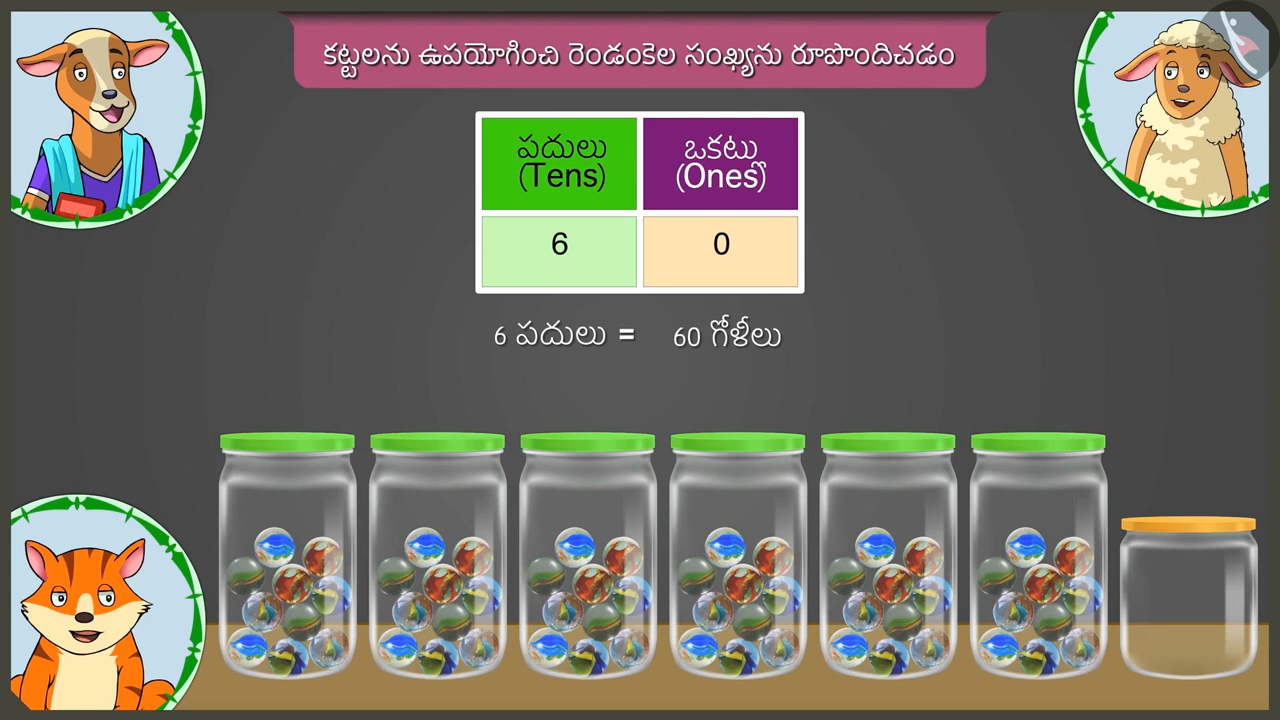 కట్టలను ఉపయోగించి రెండంకెల సంఖ్యను రూపొందిచడం
పదులు ఒకట్లు
(Tens) (Ones)
6 0
6 పదులు = 60 గోళీలు